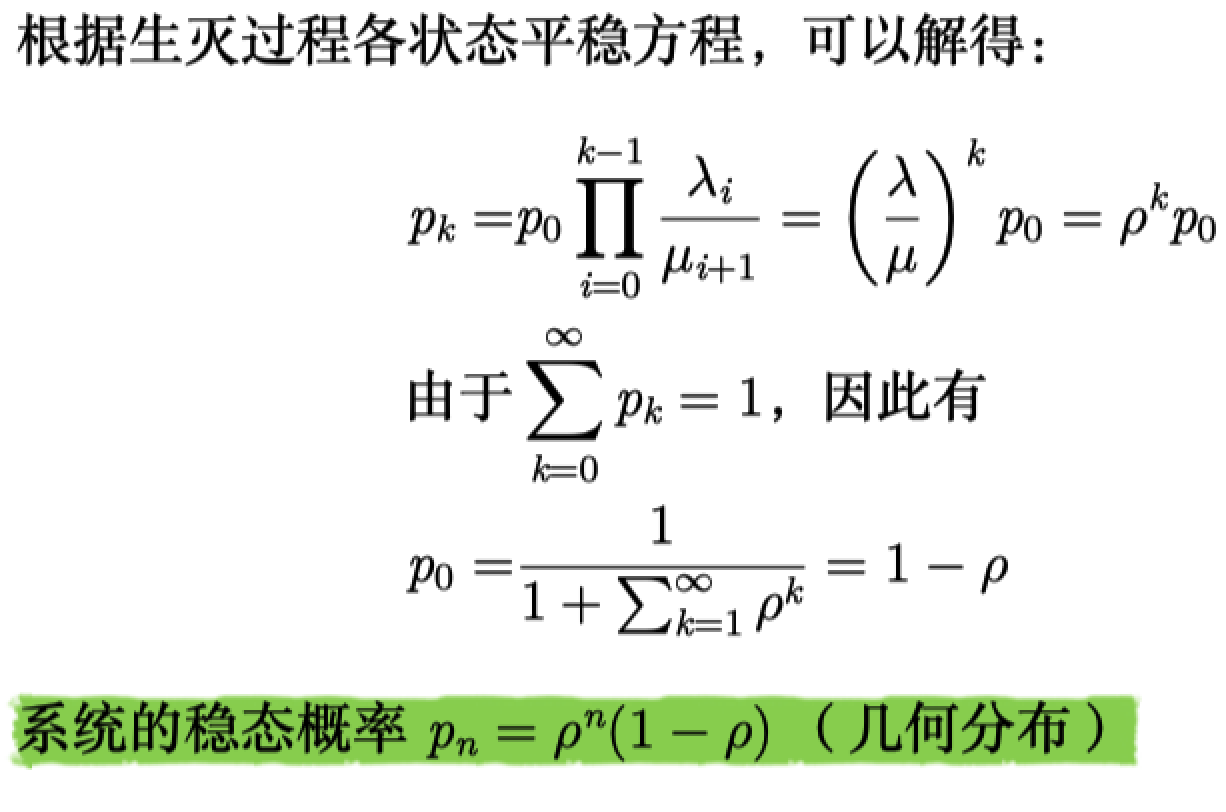 根据生灭过程各状态平稳方程，可以解得：
$p_k = p_0 \prod_{i=0}^{k-1} \frac{\lambda_i}{\mu_{i+1}} = \left(\frac{\lambda}{\mu}\right)^k p_0 = \rho^k p_0$
由于 $\sum_{k=0}^{\infty} p_k = 1$，因此有
$p_0 = \frac{1}{1 + \sum_{k=1}^{\infty} \rho^k} = 1 - \rho$
系统的稳态概率 $p_n = \rho^n(1 - \rho)$（几何分布）